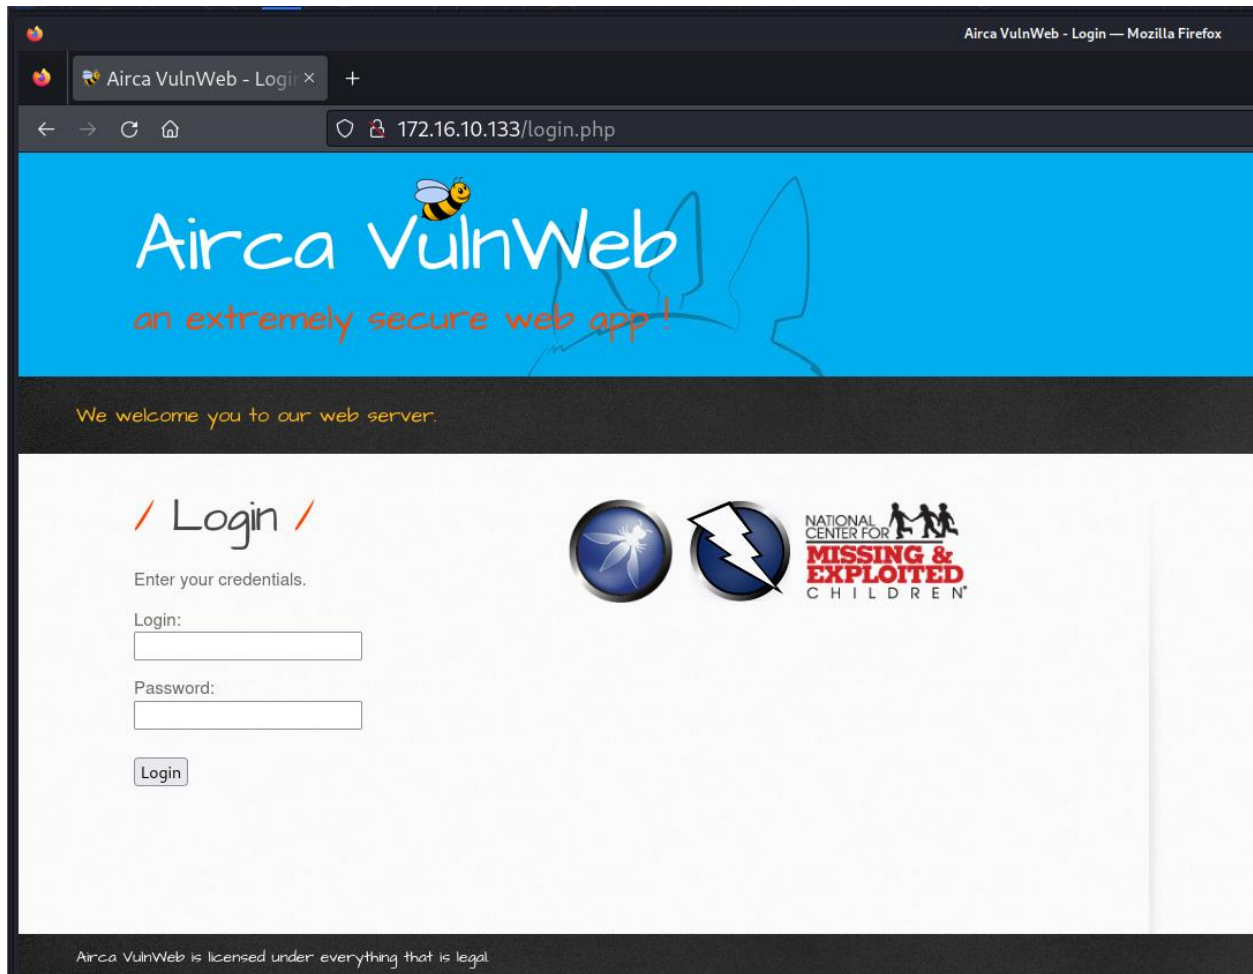 Airca VulnWeb - Login — Mozilla Firefox
Airca VulnWeb - Login
172.16.10.133/login.php
Airca VulnWeb
an extremely secure web app !
We welcome you to our web server.
/ Login /
Enter your credentials.
Login:
Password:
Login
NATIONAL
CENTER FOR
MISSING &
EXPLOITED
CHILDREN®
Airca VulnWeb is licensed under everything that is legal